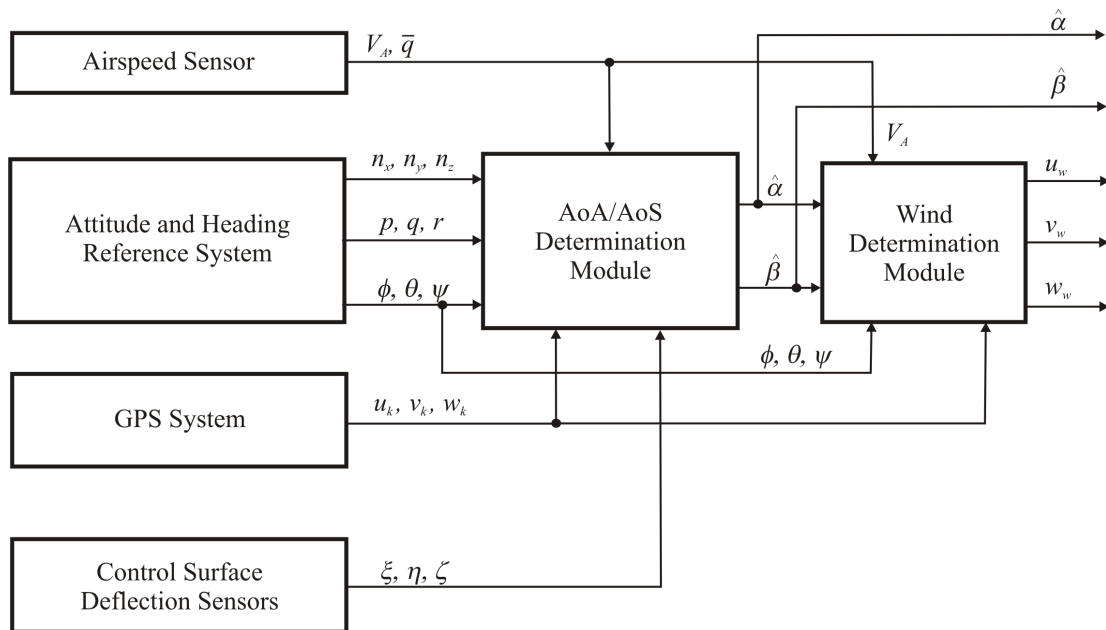 α̂
Airspeed Sensor
V_A, q̄
β̂
V_A
n_x, n_y, n_z
Attitude and Heading
Reference System
p, q, r
ϕ, θ, ψ
AoA/AoS
Determination
Module
α̂
β̂
Wind
Determination
Module
u_w
v_w
w_w
ϕ, θ, ψ
GPS System
u_k, v_k, w_k
Control Surface
Deflection Sensors
ξ, η, ζ